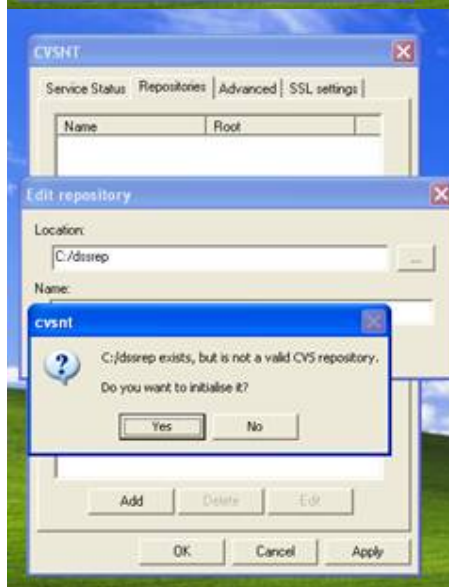 CVSNT
Service Status Repositories Advanced SSL settings
Name Root
Edit repository
Location:
C:/dssrep
...
Name:
cvsnt
C:/dssrep exists, but is not a valid CVS repository.
Do you want to initialise it?
Yes No
Add Delete Edit
OK Cancel Apply